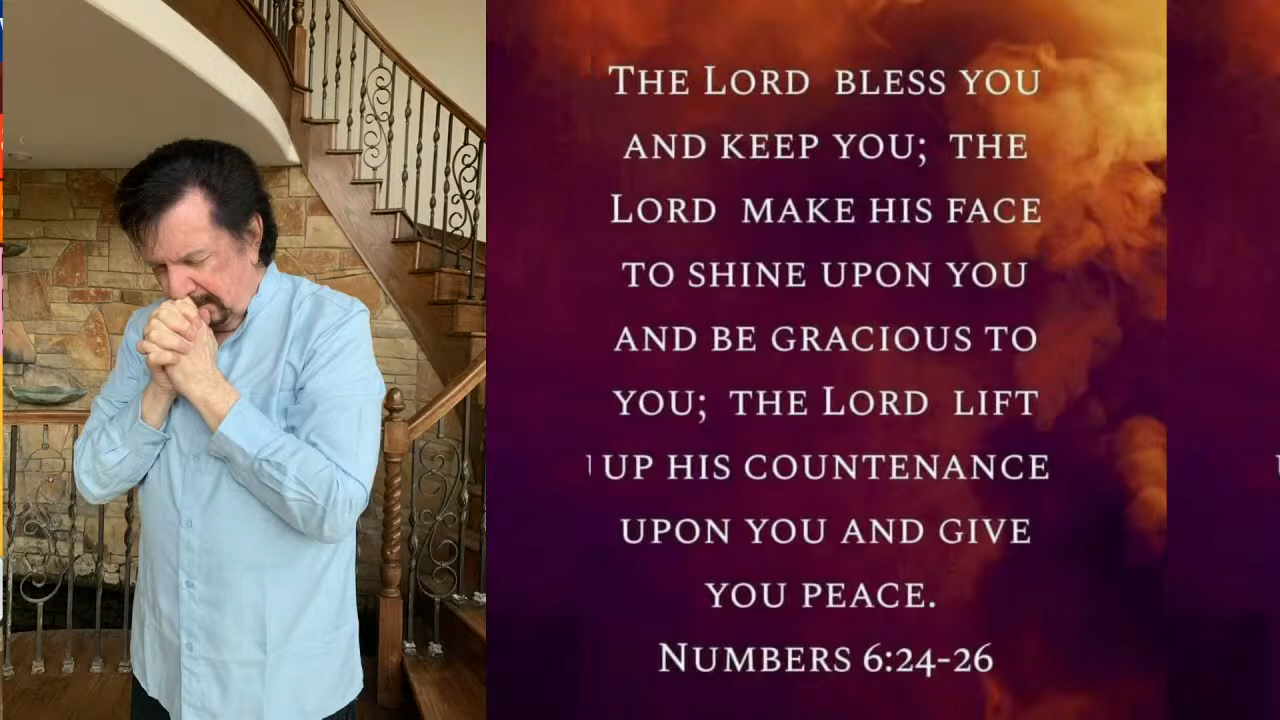 The Lord bless you
and keep you; the
Lord make his face
to shine upon you
and be gracious to
you; the Lord lift
up his countenance
upon you and give
you peace.
Numbers 6:24-26